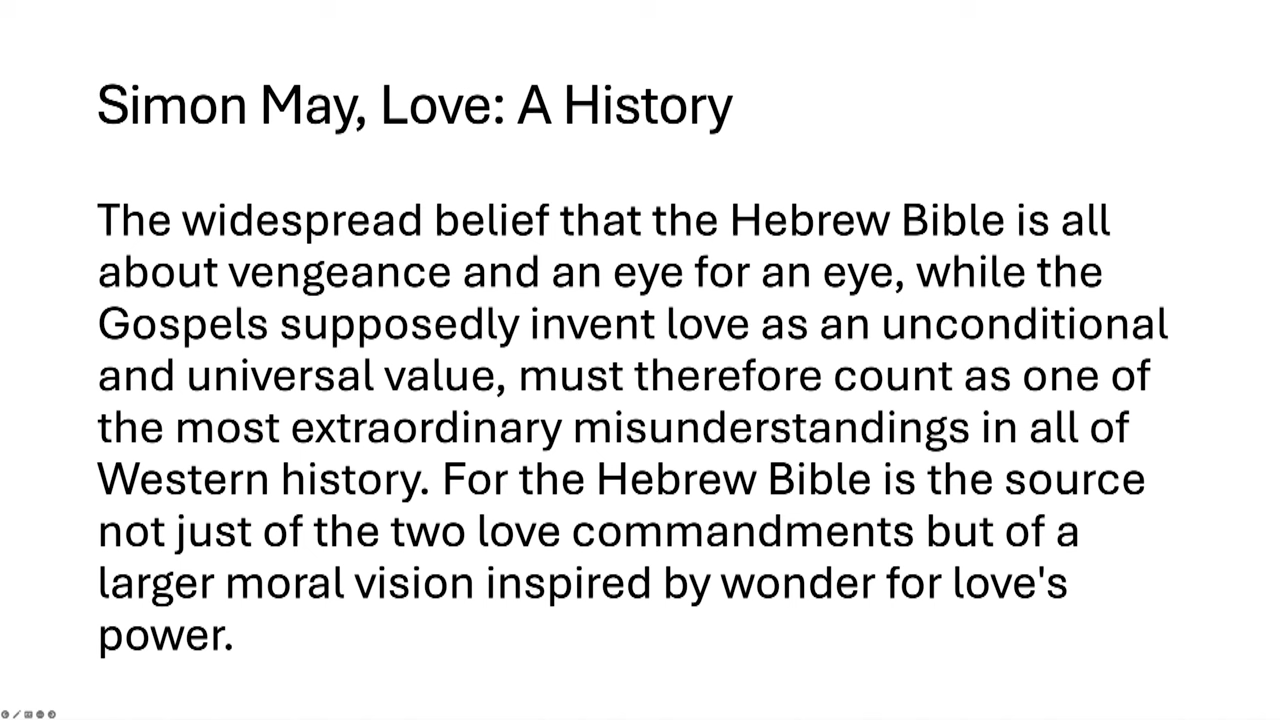 Simon May, Love: A History
The widespread belief that the Hebrew Bible is all
about vengeance and an eye for an eye, while the
Gospels supposedly invent love as an unconditional
and universal value, must therefore count as one of
the most extraordinary misunderstandings in all of
Western history. For the Hebrew Bible is the source
not just of the two love commandments but of a
larger moral vision inspired by wonder for love's
power.